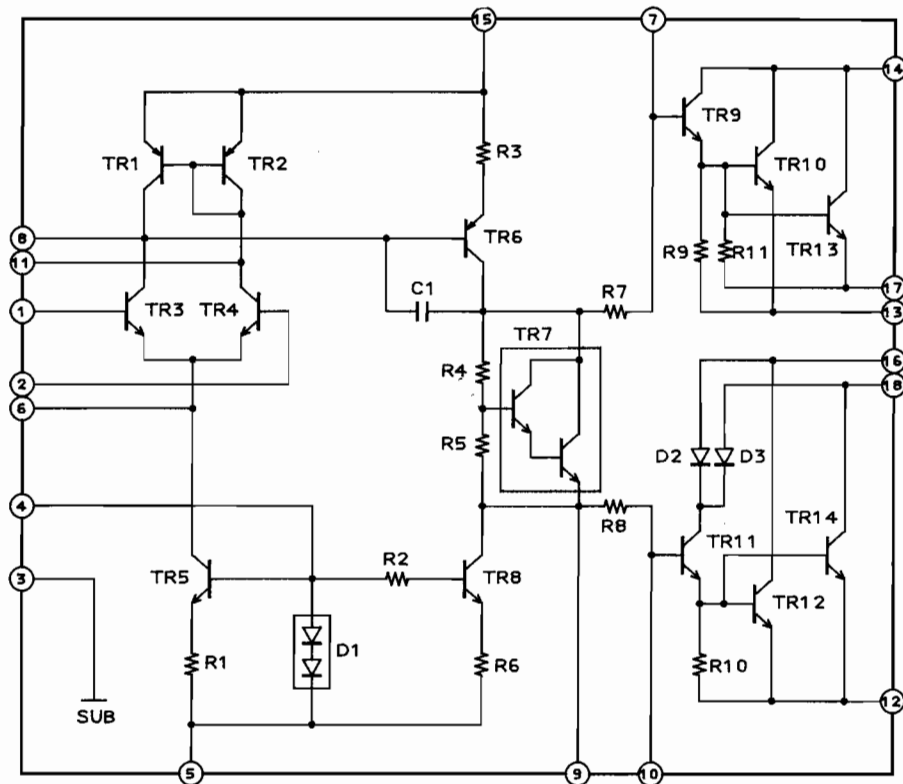 15 7
14
TR9
TR1 TR2 R3 TR10
8 TR6
R9 R11 TR13
11
C1 17
1 TR3 TR4 R7 13
TR7
16
2 R4 18
6
R5 D2 D3
4
R8 TR14
R2 TR11
3 TR5 TR8
TR12
D1
R1 R6 R10
12
SUB
5 9 10